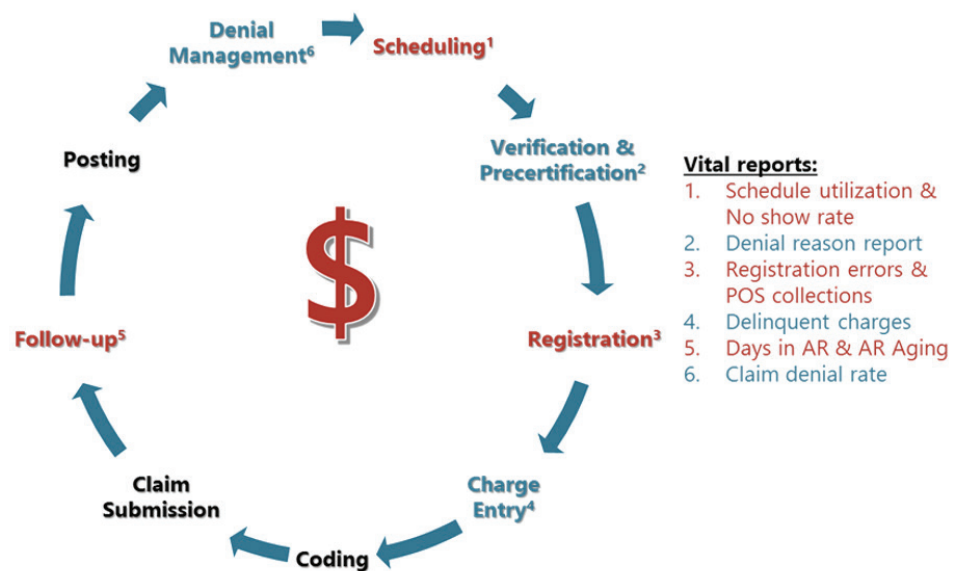 Denial
Management⁶
Scheduling¹
Verification &
Precertification²
Registration³
Charge
Entry⁴
Coding
Claim
Submission
Follow-up⁵
Posting
$
Vital reports:
1. Schedule utilization &
No show rate
2. Denial reason report
3. Registration errors &
POS collections
4. Delinquent charges
5. Days in AR & AR Aging
6. Claim denial rate